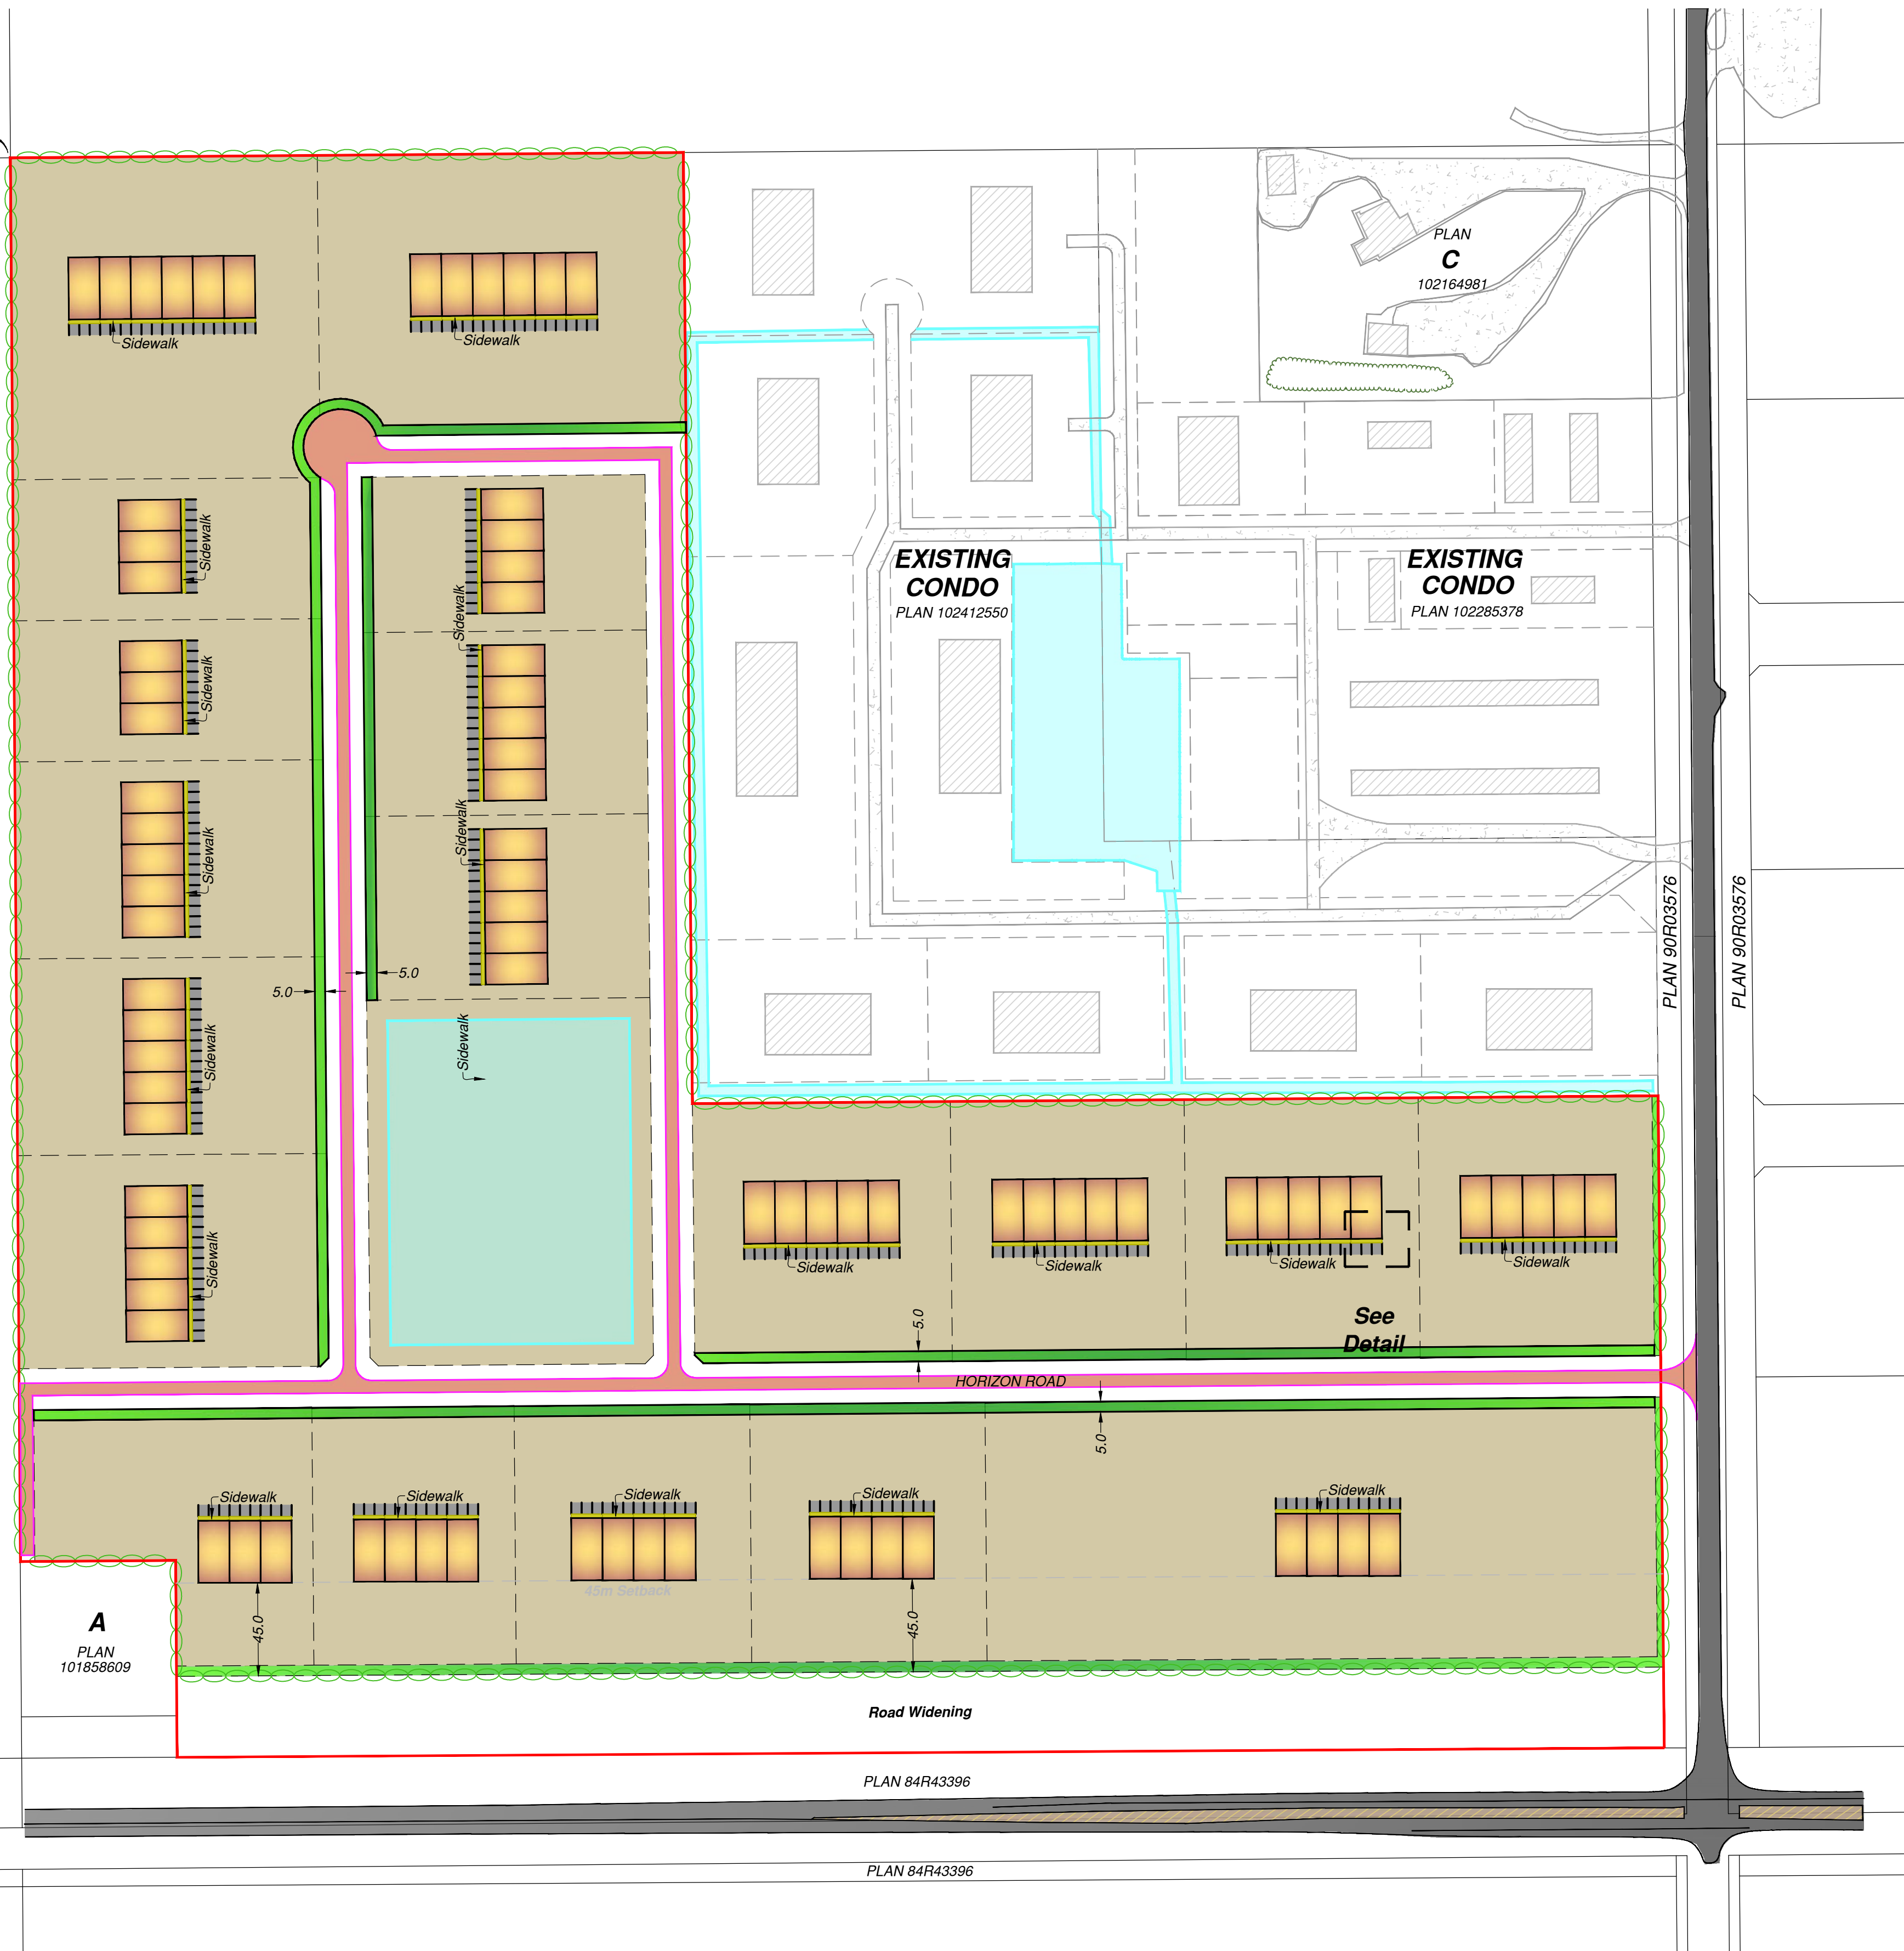 PLAN
C
102164981
Sidewalk
Sidewalk
EXISTING
CONDO
PLAN 102412550
EXISTING
CONDO
PLAN 102285378
Sidewalk
Sidewalk
Sidewalk
Sidewalk
Sidewalk
Sidewalk
PLAN 90R03576
PLAN 90R03576
5.0
5.0
Sidewalk
Sidewalk
Sidewalk
Sidewalk
Sidewalk
Sidewalk
Sidewalk
See
Detail
5.0
HORIZON ROAD
5.0
Sidewalk
Sidewalk
Sidewalk
Sidewalk
Sidewalk
45m Setback
45.0
45.0
A
PLAN
101858609
Road Widening
PLAN 84R43396
PLAN 84R43396